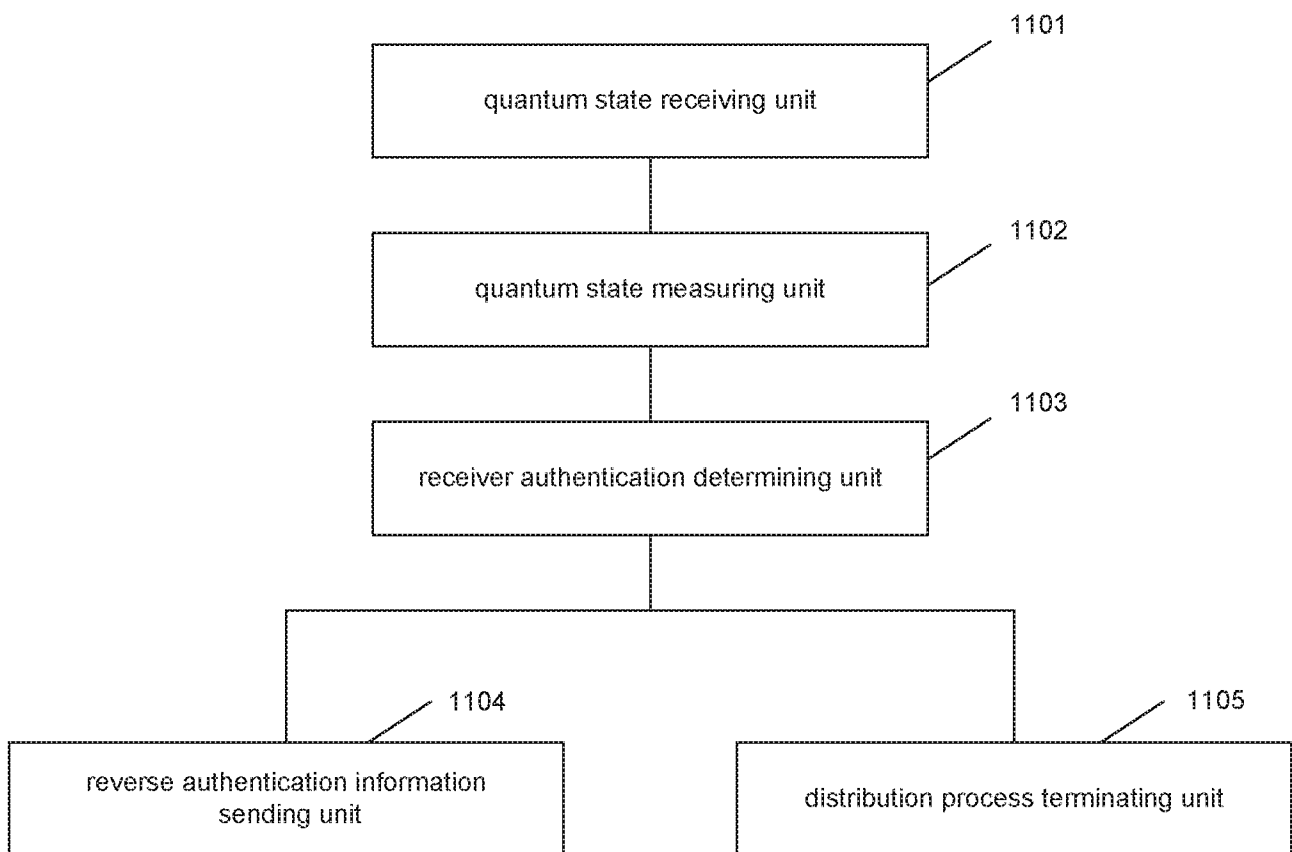 1101
quantum state receiving unit
1102
quantum state measuring unit
1103
receiver authentication determining unit
1104
1105
reverse authentication information
sending unit
distribution process terminating unit